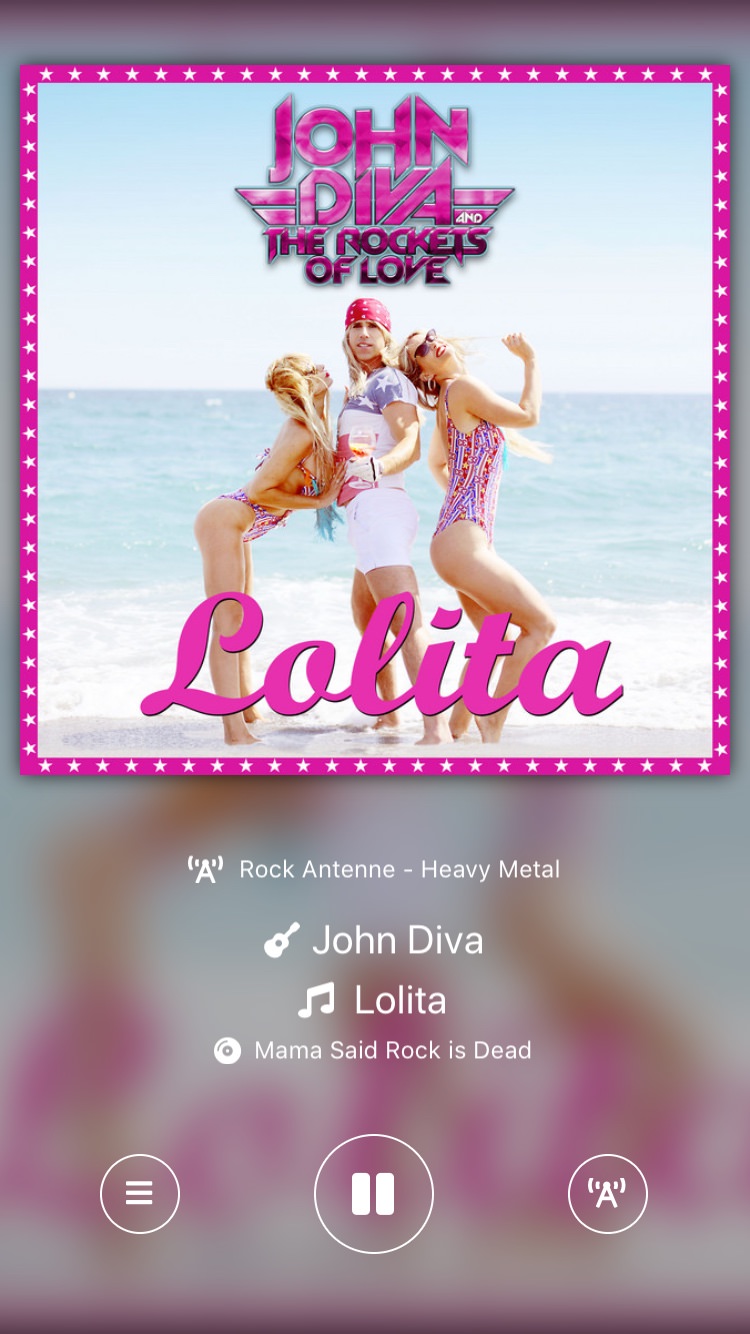 JOHN
DIVA AND
THE ROCKETS
OF LOVE
Lolita
Rock Antenne - Heavy Metal
John Diva
Lolita
Mama Said Rock is Dead